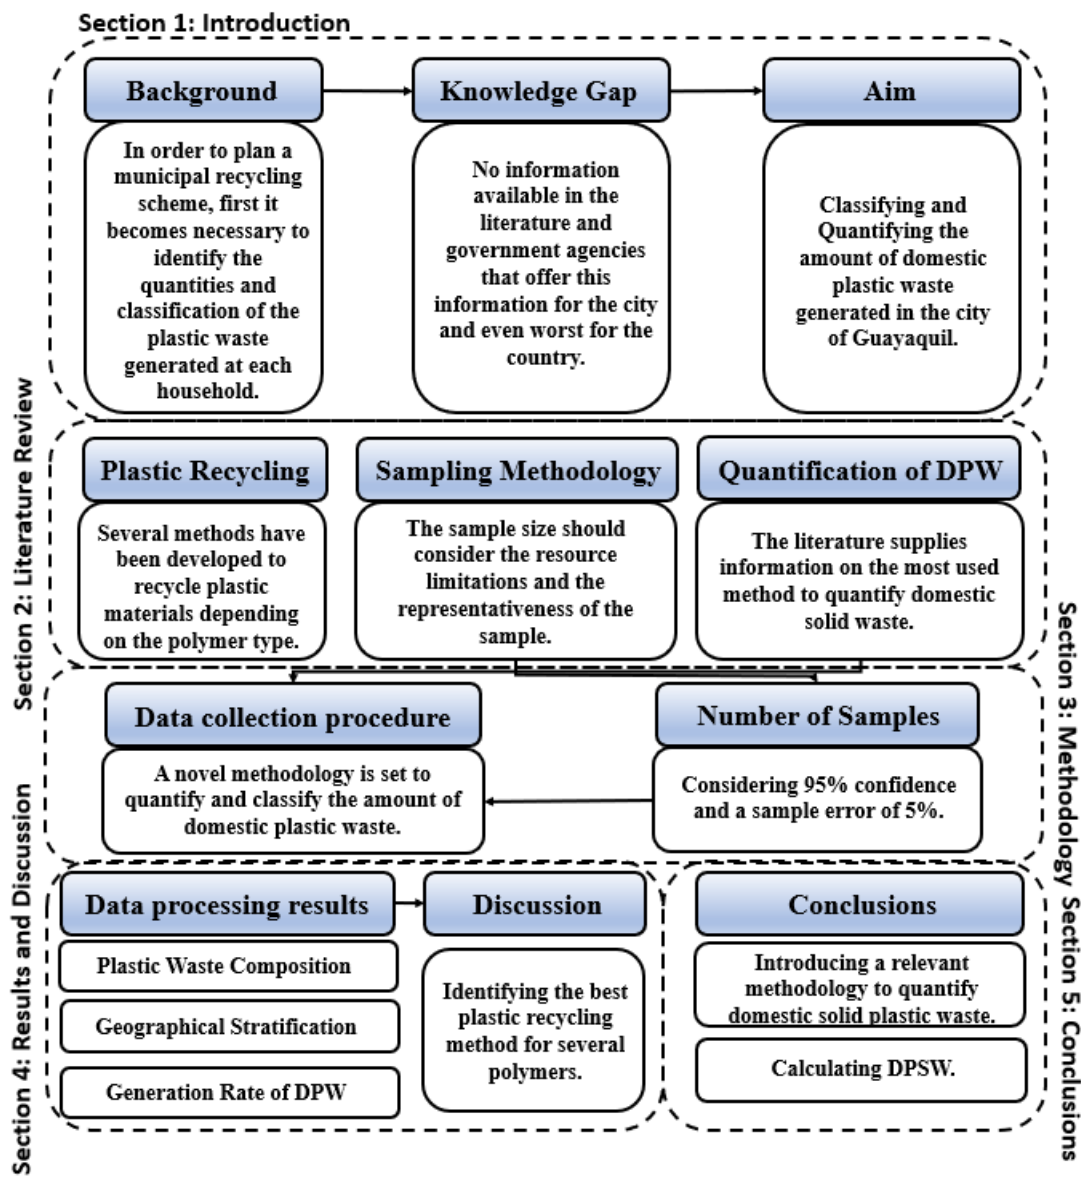 Section 1: Introduction
Background
In order to plan a
municipal recycling
scheme, first it
becomes necessary to
identify the
quantities and
classification of the
plastic waste
generated at each
household.
Knowledge Gap
No information
available in the
literature and
government agencies
that offer this
information for the city
and even worst for the
country.
Aim
Classifying and
Quantifying the
amount of domestic
plastic waste
generated in the city
of Guayaquil.
Section 2: Literature Review
Plastic Recycling
Several methods have
been developed to
recycle plastic
materials depending
on the polymer type.
Sampling Methodology
The sample size should
consider the resource
limitations and the
representativeness of the
sample.
Quantification of DPW
The literature supplies
information on the most used
method to quantify domestic
solid waste.
Section 3: Methodology
Data collection procedure
A novel methodology is set to
quantify and classify the amount of
domestic plastic waste.
Number of Samples
Considering 95% confidence
and a sample error of 5%.
Section 4: Results and Discussion
Data processing results
Plastic Waste Composition
Geographical Stratification
Generation Rate of DPW
Discussion
Identifying the best
plastic recycling
method for several
polymers.
Section 5: Conclusions
Conclusions
Introducing a relevant
methodology to quantify
domestic solid plastic waste.
Calculating DPSW.